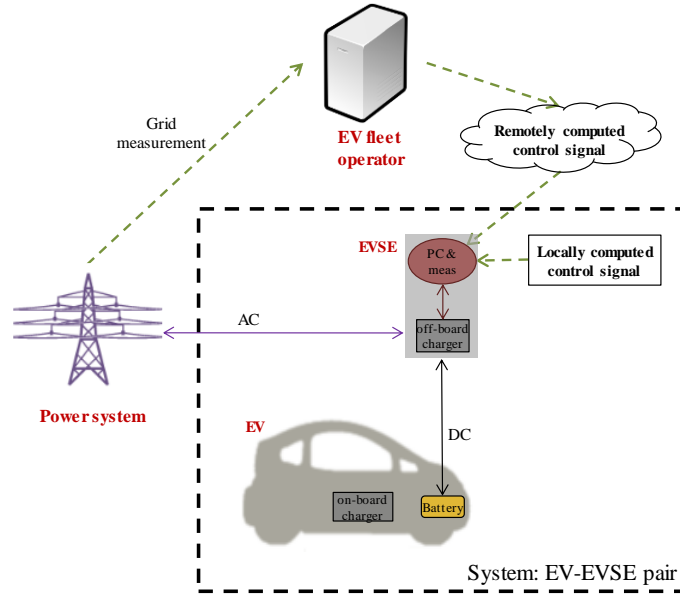 Grid
measurement
EV fleet
operator
Remotely computed
control signal
EVSE
PC &
meas
Locally computed
control signal
AC
off-board
charger
Power system
EV
DC
on-board
charger
Battery
System: EV-EVSE pair